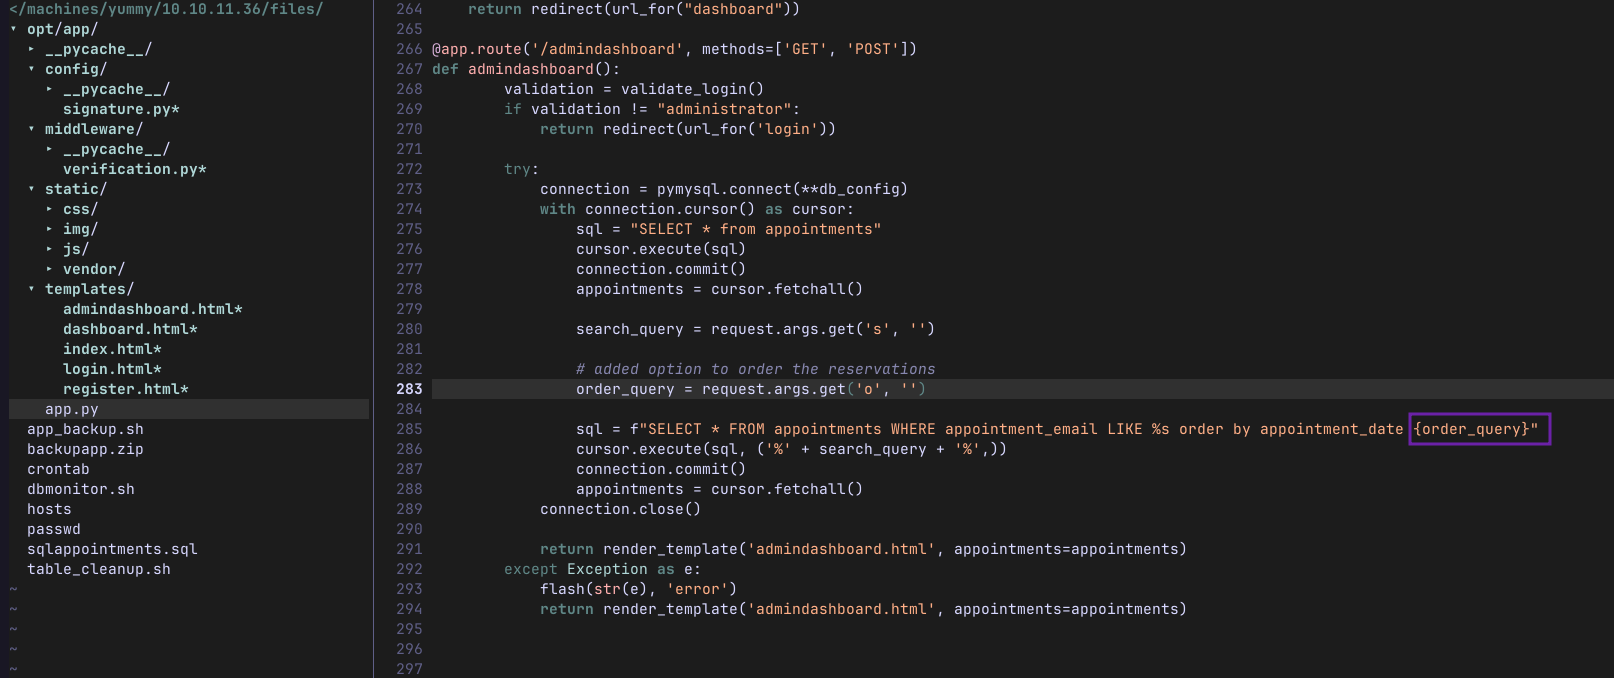 </machines/yummy/10.10.11.36/files/
▾ opt/app/
▸ __pycache__/
▾ config/
▸ __pycache__/
signature.py*
▾ middleware/
▸ __pycache__/
verification.py*
▾ static/
▸ css/
▸ img/
▸ js/
▸ vendor/
▾ templates/
admindashboard.html*
dashboard.html*
index.html*
login.html*
register.html*
app.py
app_backup.sh
backupapp.zip
crontab
dbmonitor.sh
hosts
passwd
sqlappointments.sql
table_cleanup.sh
~
~
~
~
~
264     return redirect(url_for("dashboard"))
265
266 @app.route('/admindashboard', methods=['GET', 'POST'])
267 def admindashboard():
268         validation = validate_login()
269         if validation != "administrator":
270             return redirect(url_for('login'))
271
272         try:
273             connection = pymysql.connect(**db_config)
274             with connection.cursor() as cursor:
275                 sql = "SELECT * from appointments"
276                 cursor.execute(sql)
277                 connection.commit()
278                 appointments = cursor.fetchall()
279
280                 search_query = request.args.get('s', '')
281
282                 # added option to order the reservations
283                 order_query = request.args.get('o', '')
284
285                 sql = f"SELECT * FROM appointments WHERE appointment_email LIKE %s order by appointment_date {order_query}"
286                 cursor.execute(sql, ('%' + search_query + '%',))
287                 connection.commit()
288                 appointments = cursor.fetchall()
289             connection.close()
290
291             return render_template('admindashboard.html', appointments=appointments)
292         except Exception as e:
293             flash(str(e), 'error')
294             return render_template('admindashboard.html', appointments=appointments)
295
296
297